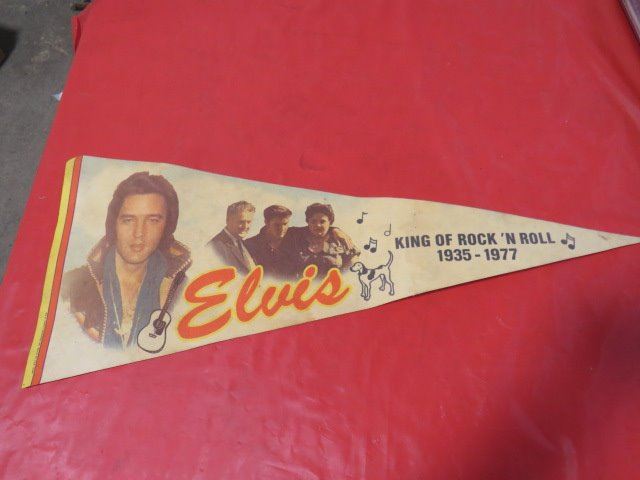 Elvis
KING OF ROCK 'N ROLL
1935 - 1977